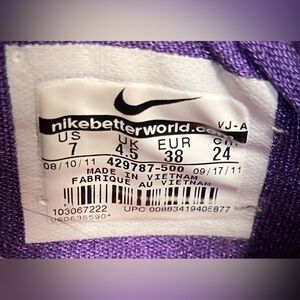 nikebetterworld.com
VJ-A
US UK EUR cm
7 4.5 38 24
08/10/11 429787-500 09/17/11
MADE IN VIETNAM
FABRIQUE AU VIETNAM
103067222 UPC 00883419405877